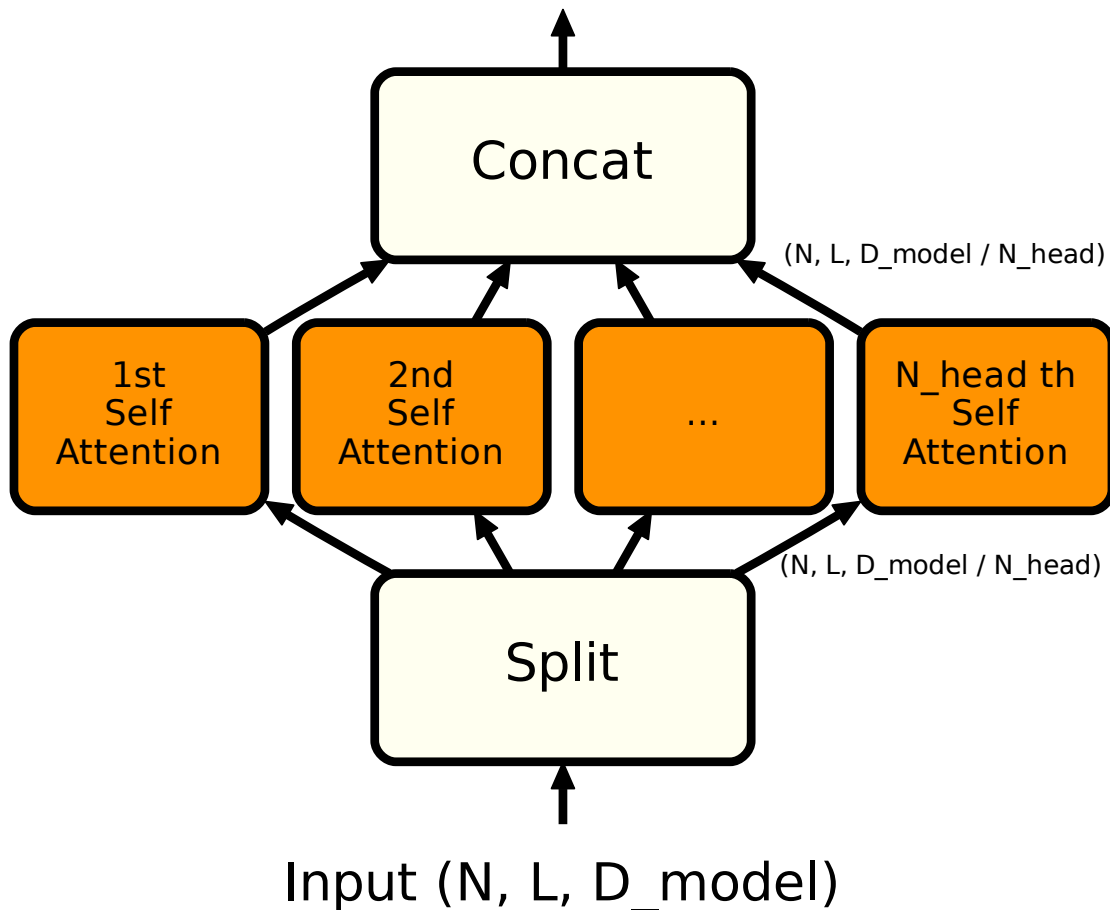 Concat
(N, L, D_model / N_head)
1st
Self
Attention
2nd
Self
Attention
...
N_head th
Self
Attention
(N, L, D_model / N_head)
Split
Input (N, L, D_model)